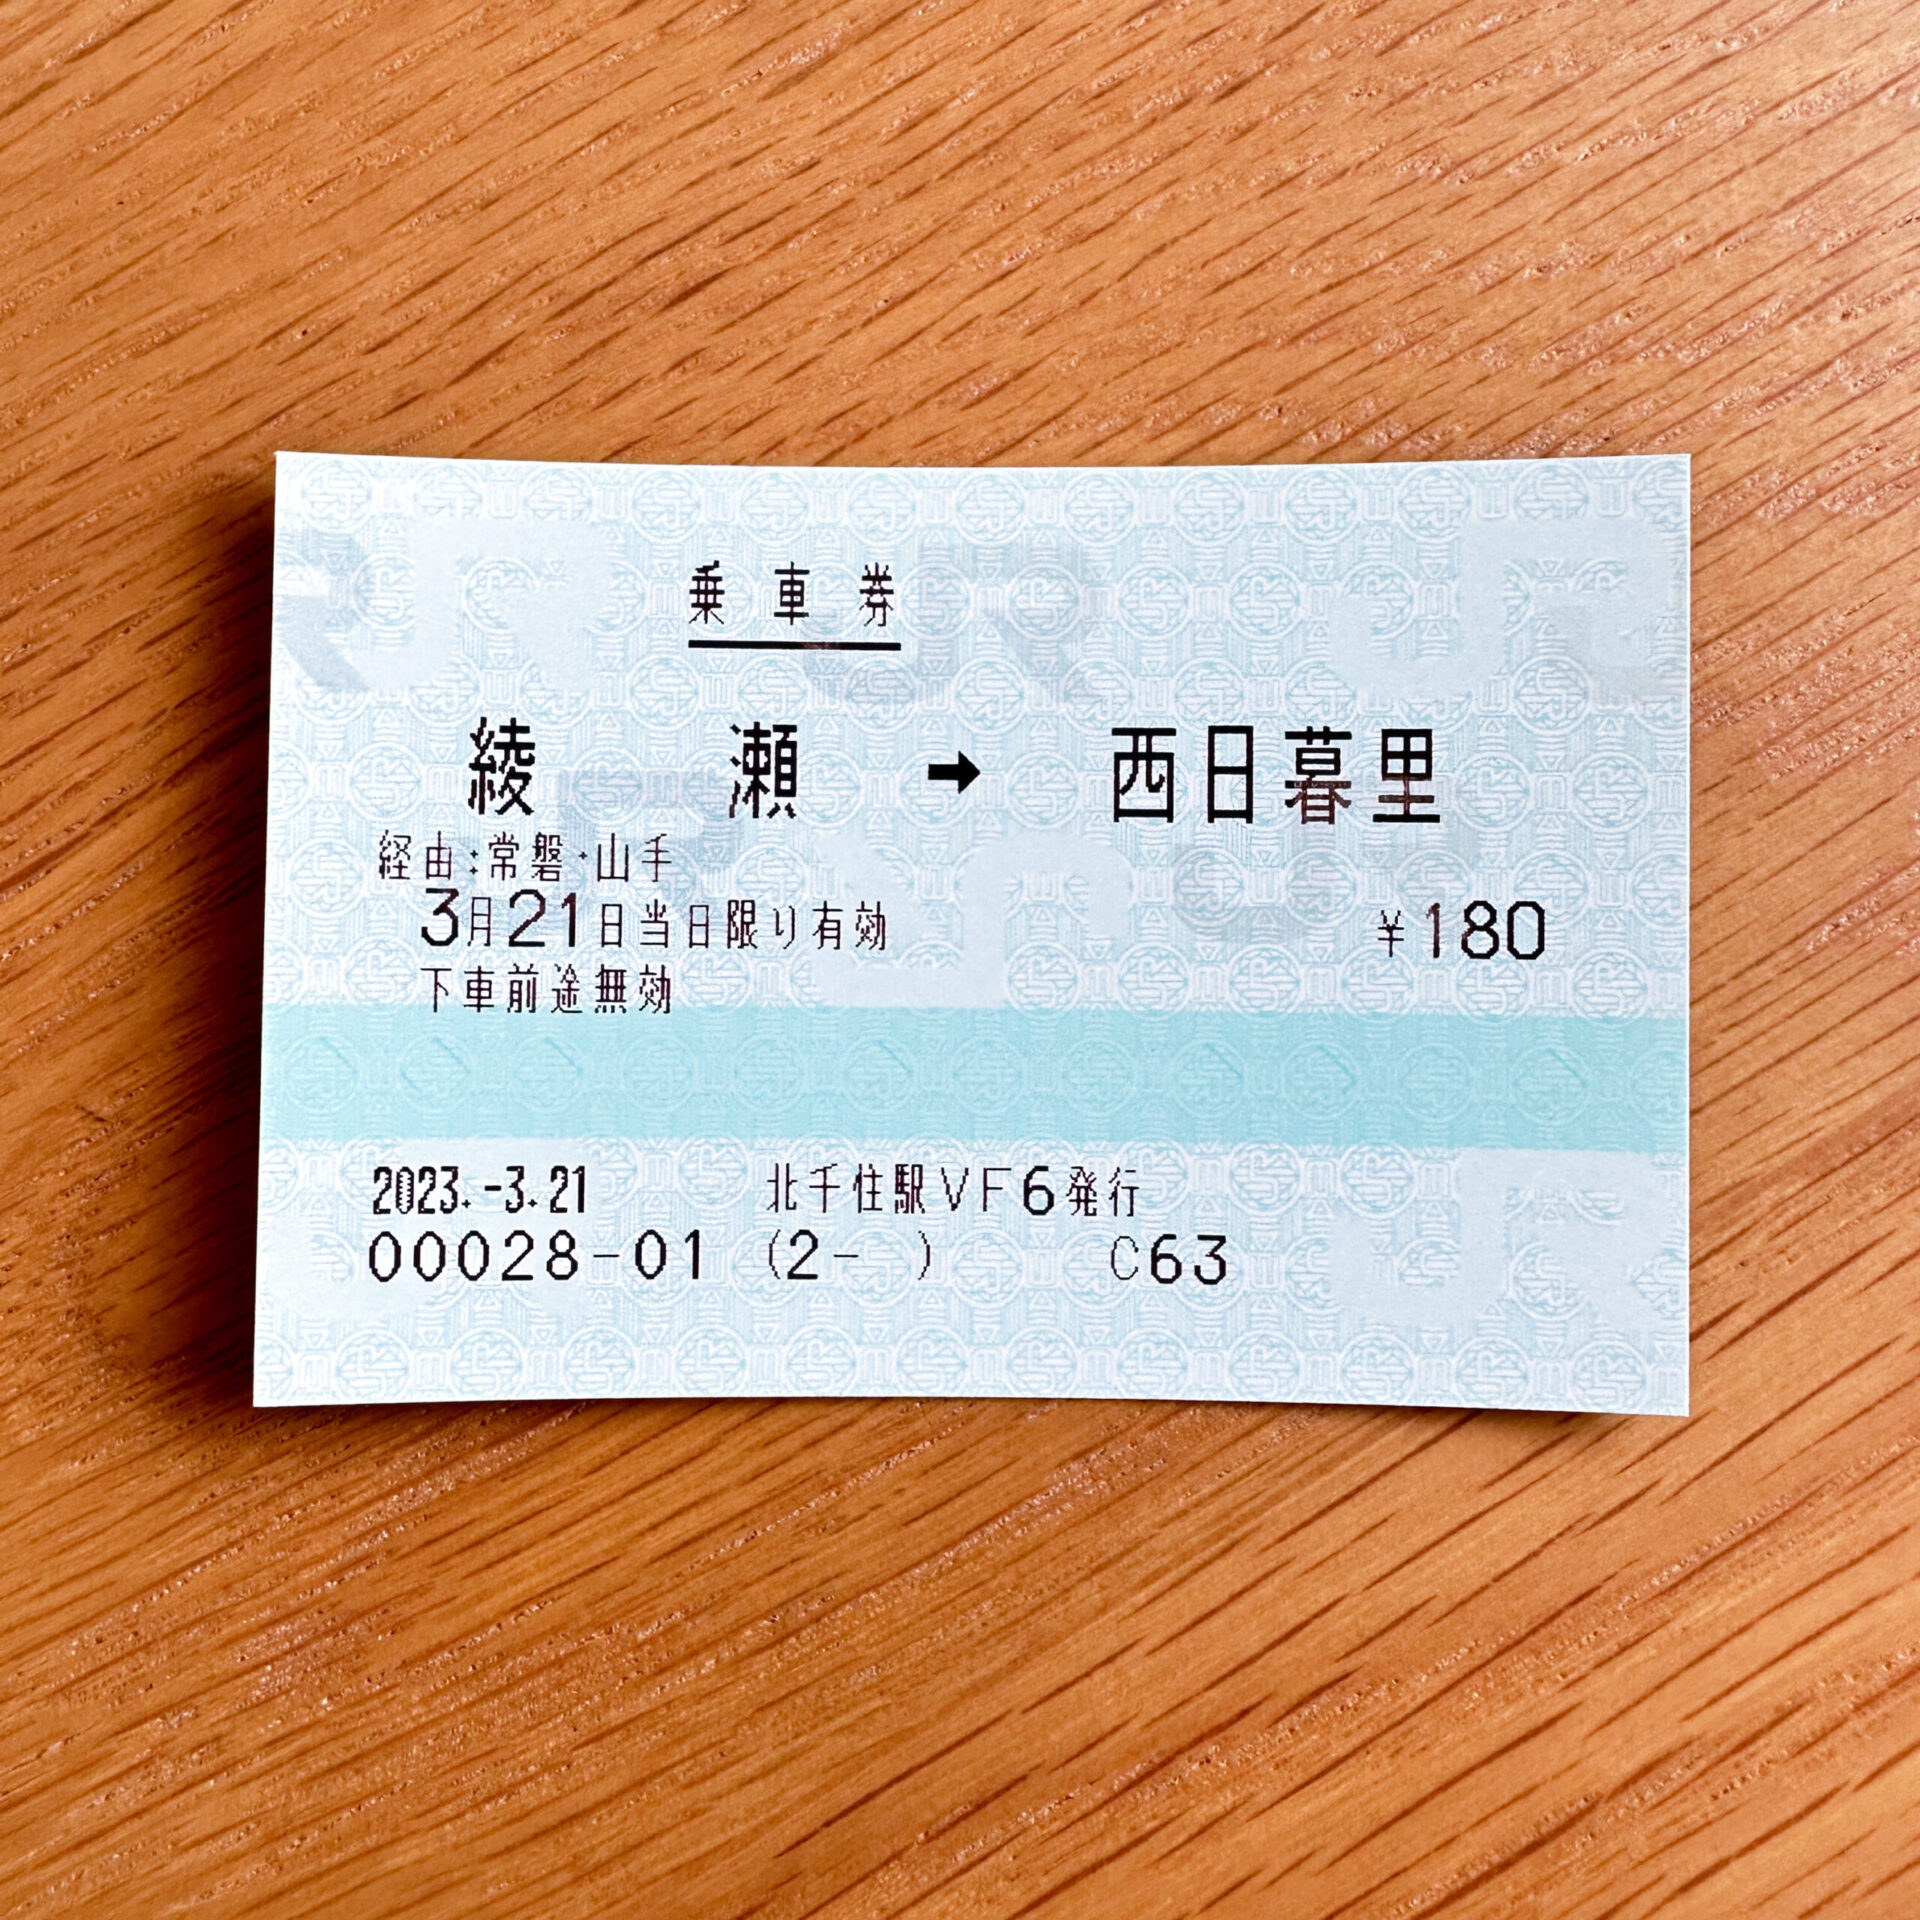 乗車券
綾瀬 → 西日暮里
経由:常磐・山手
3月21日当日限り有効 ¥180
下車前途無効
2023.-3.21 北千住駅VF6発行
00028-01 (2- ) C63